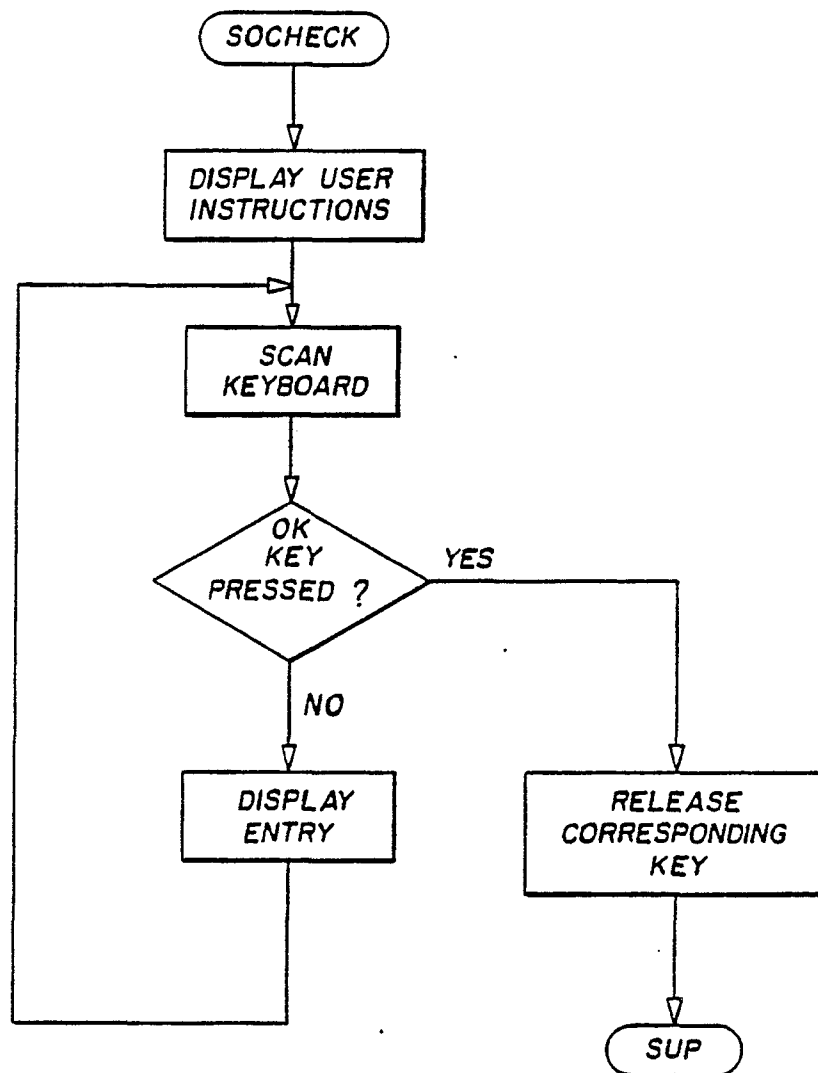 SOCHECK
DISPLAY USER
INSTRUCTIONS
SCAN
KEYBOARD
OK
KEY
PRESSED ?
YES
NO
DISPLAY
ENTRY
RELEASE
CORRESPONDING
KEY
SUP